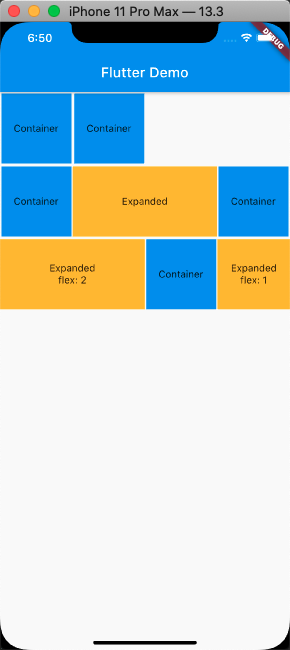 iPhone 11 Pro Max — 13.3
6:50
DEBUG
Flutter Demo
Container Container
Container Expanded Container
Expanded
flex: 2
Container
Expanded
flex: 1